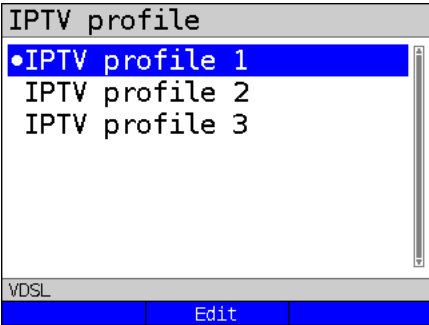 IPTV profile
•IPTV profile 1
IPTV profile 2
IPTV profile 3
VDSL
Edit